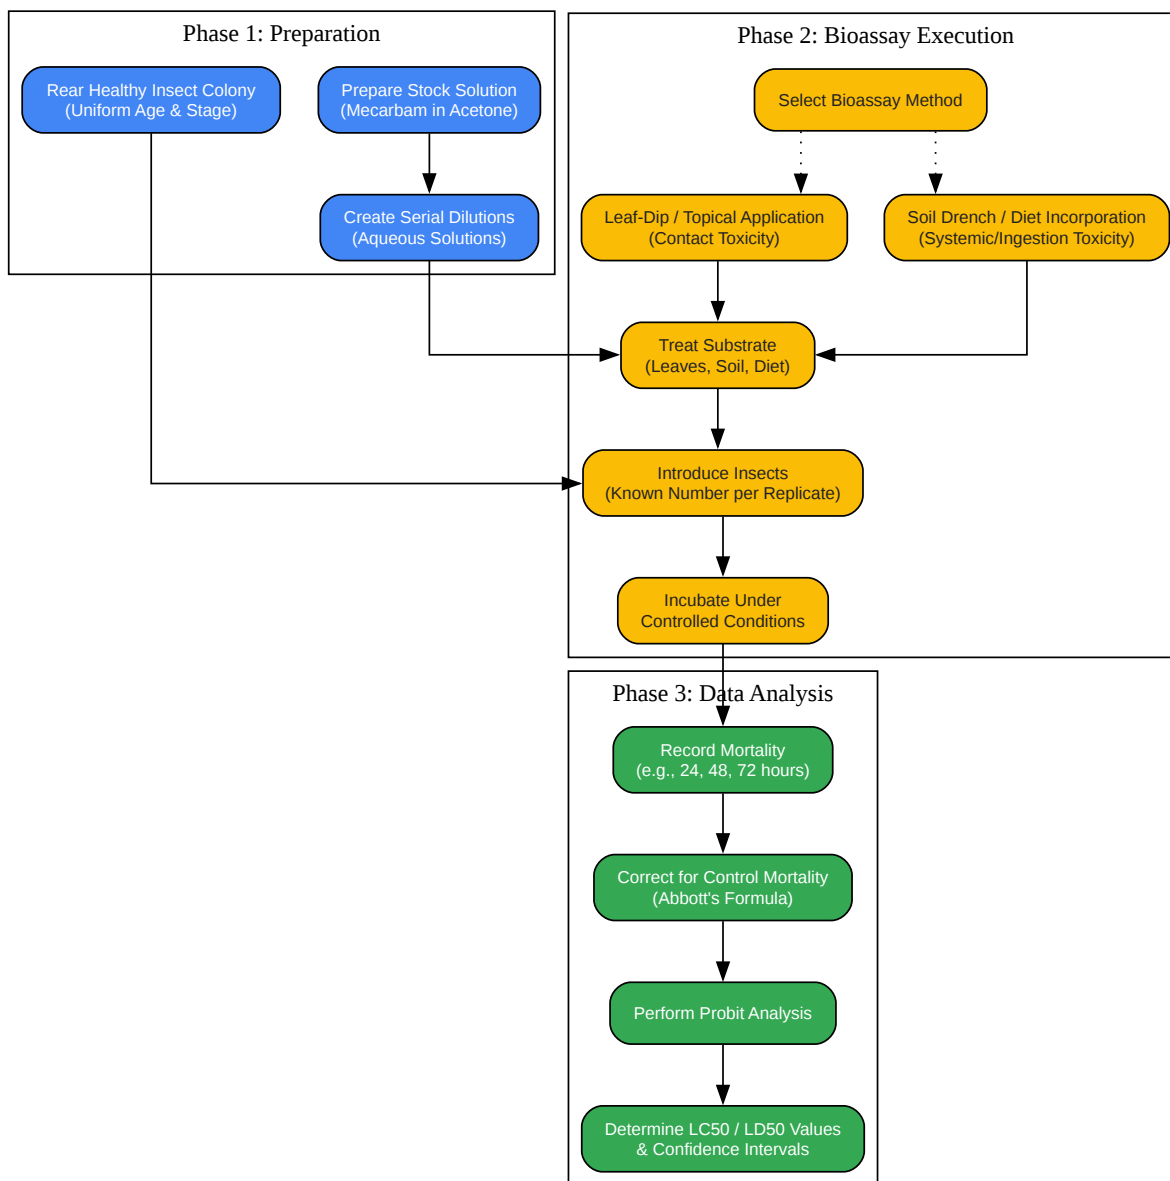 Phase 1: Preparation
Rear Healthy Insect Colony
(Uniform Age & Stage)
Prepare Stock Solution
(Mecarbam in Acetone)
Create Serial Dilutions
(Aqueous Solutions)
Phase 2: Bioassay Execution
Select Bioassay Method
Leaf-Dip / Topical Application
(Contact Toxicity)
Soil Drench / Diet Incorporation
(Systemic/Ingestion Toxicity)
Treat Substrate
(Leaves, Soil, Diet)
Introduce Insects
(Known Number per Replicate)
Incubate Under
Controlled Conditions
Phase 3: Data Analysis
Record Mortality
(e.g., 24, 48, 72 hours)
Correct for Control Mortality
(Abbott's Formula)
Perform Probit Analysis
Determine LC50 / LD50 Values
& Confidence Intervals